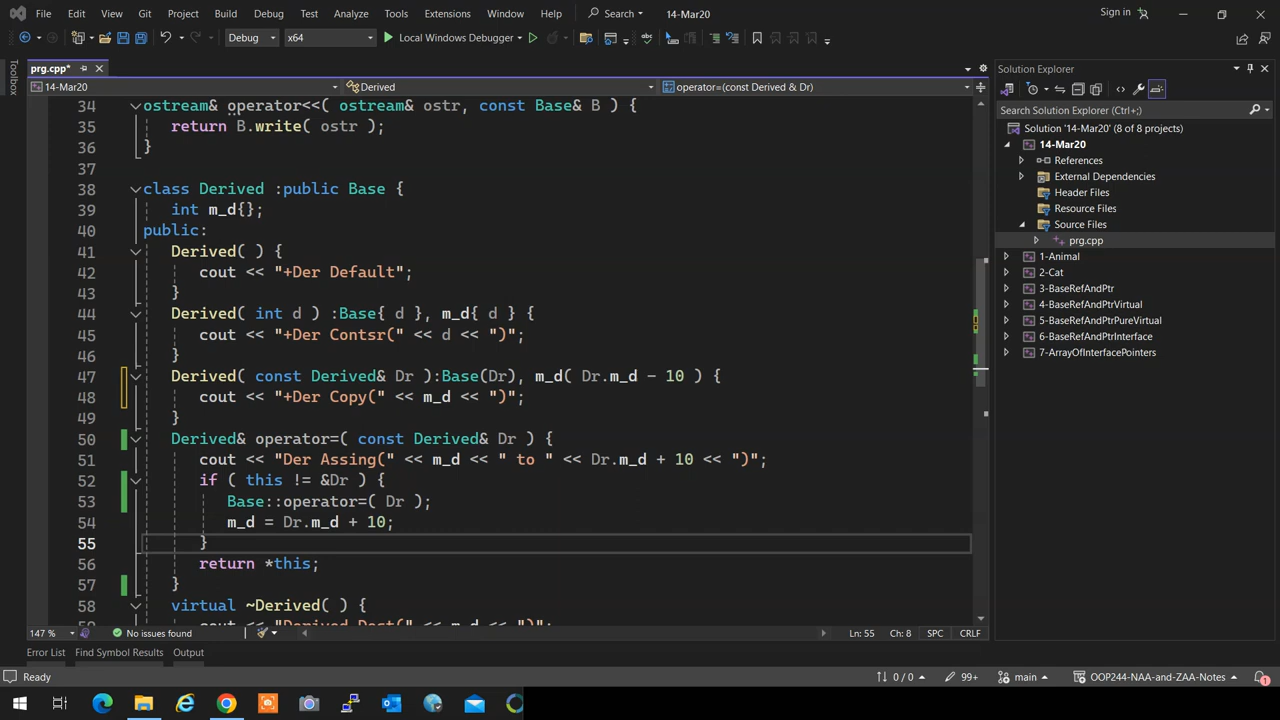 File Edit View Git Project Build Debug Test Analyze Tools Extensions Window Help Search 14-Mar20 Sign in
Debug x64 Local Windows Debugger
Toolbox
prg.cpp*
14-Mar20 Derived operator=(const Derived & Dr)
34 ostream& operator<<( ostream& ostr, const Base& B ) {
35 return B.write( ostr );
36 }
37
38 class Derived :public Base {
39 int m_d{};
40 public:
41 Derived( ) {
42 cout << "+Der Default";
43 }
44 Derived( int d ) :Base{ d }, m_d{ d } {
45 cout << "+Der Contsr(" << d << ")";
46 }
47 Derived( const Derived& Dr ):Base(Dr), m_d( Dr.m_d - 10 ) {
48 cout << "+Der Copy(" << m_d << ")";
49 }
50 Derived& operator=( const Derived& Dr ) {
51 cout << "Der Assing(" << m_d << " to " << Dr.m_d + 10 << ")";
52 if ( this != &Dr ) {
53 Base::operator=( Dr );
54 m_d = Dr.m_d + 10;
55 }
56 return *this;
57 }
58 virtual ~Derived( ) {
cout << "Derived Dest(" << m_d << ")";
147 % No issues found Ln: 55 Ch: 8 SPC CRLF
Error List Find Symbol Results Output
Ready 0 / 0 99+ main OOP244-NAA-and-ZAA-Notes 1
Solution Explorer
Search Solution Explorer (Ctrl+;)
Solution '14-Mar20' (8 of 8 projects)
14-Mar20
References
External Dependencies
Header Files
Resource Files
Source Files
prg.cpp
1-Animal
2-Cat
3-BaseRefAndPtr
4-BaseRefAndPtrVirtual
5-BaseRefAndPtrPureVirtual
6-BaseRefAndPtrInterface
7-ArrayOfInterfacePointers